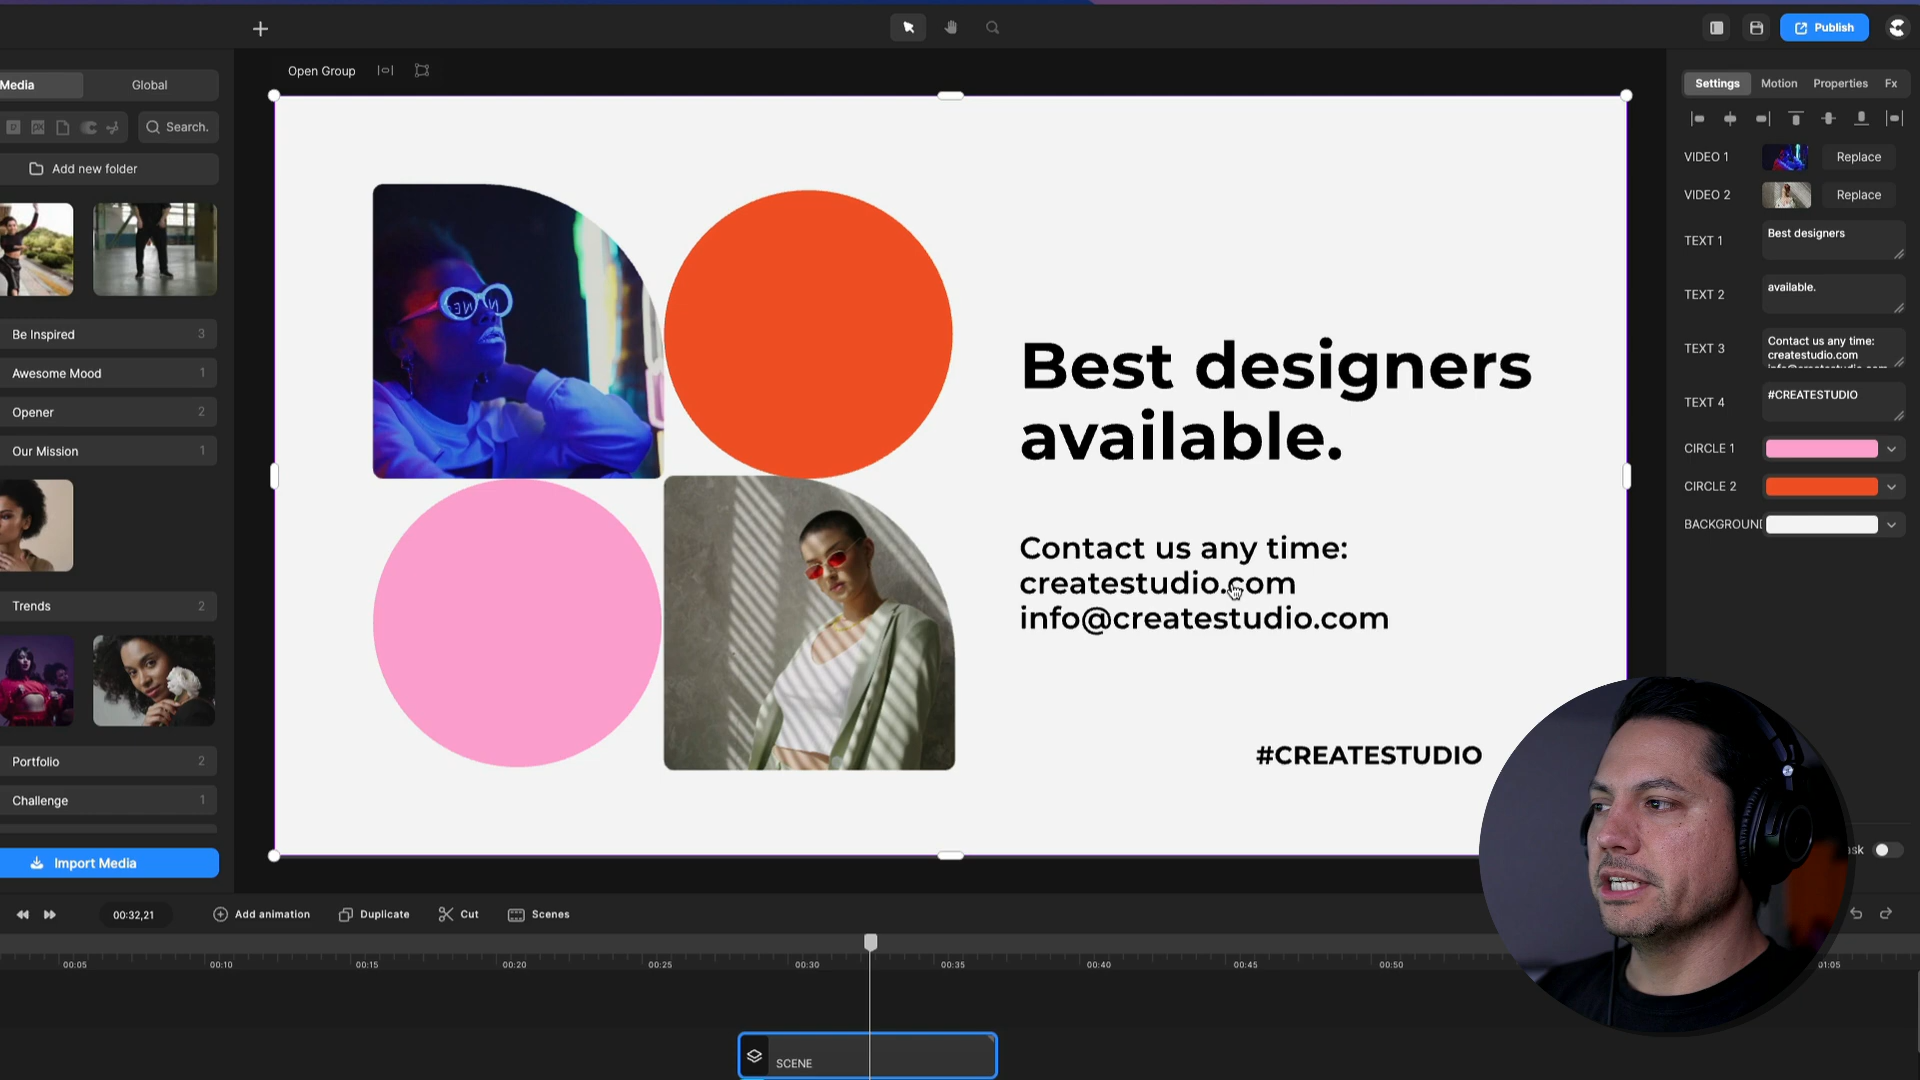 Publish
Media
Global
Open Group
Settings
Motion
Properties
Fx
Search.
Add new folder
VIDEO 1
Replace
VIDEO 2
Replace
TEXT 1
Best designers
TEXT 2
available.
TEXT 3
Contact us any time:
createstudio.com
TEXT 4
#CREATESTUDIO
CIRCLE 1
CIRCLE 2
BACKGROUND
Be Inspired 3
Awesome Mood 1
Opener 2
Our Mission 1
Trends 2
Portfolio 2
Challenge 1
Import Media
Best designers
available.
Contact us any time:
createstudio.com
info@createstudio.com
#CREATESTUDIO
00:32,21
Add animation
Duplicate
Cut
Scenes
00:05
00:10
00:15
00:20
00:25
00:30
00:35
00:40
00:45
00:50
01:05
SCENE